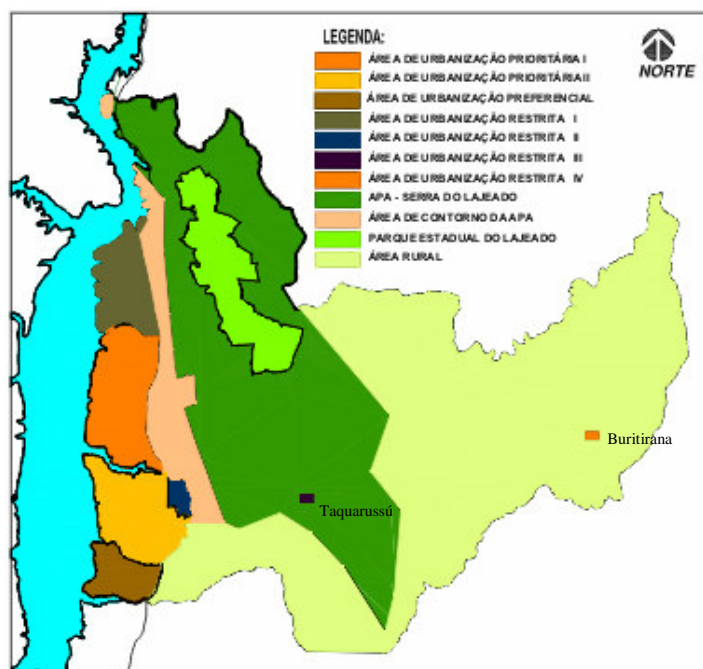 LEGENDA:
ÁREA DE URBANIZAÇÃO PRIORITÁRIA I
ÁREA DE URBANIZAÇÃO PRIORITÁRIA II
ÁREA DE URBANIZAÇÃO PREFERENCIAL
ÁREA DE URBANIZAÇÃO RESTRITA I
ÁREA DE URBANIZAÇÃO RESTRITA II
ÁREA DE URBANIZAÇÃO RESTRITA III
ÁREA DE URBANIZAÇÃO RESTRITA IV
APA - SERRA DO LAJEADO
ÁREA DE CONTORNO DA APA
PARQUE ESTADUAL DO LAJEADO
ÁREA RURAL
NORTE
Buritirana
Taquarussú